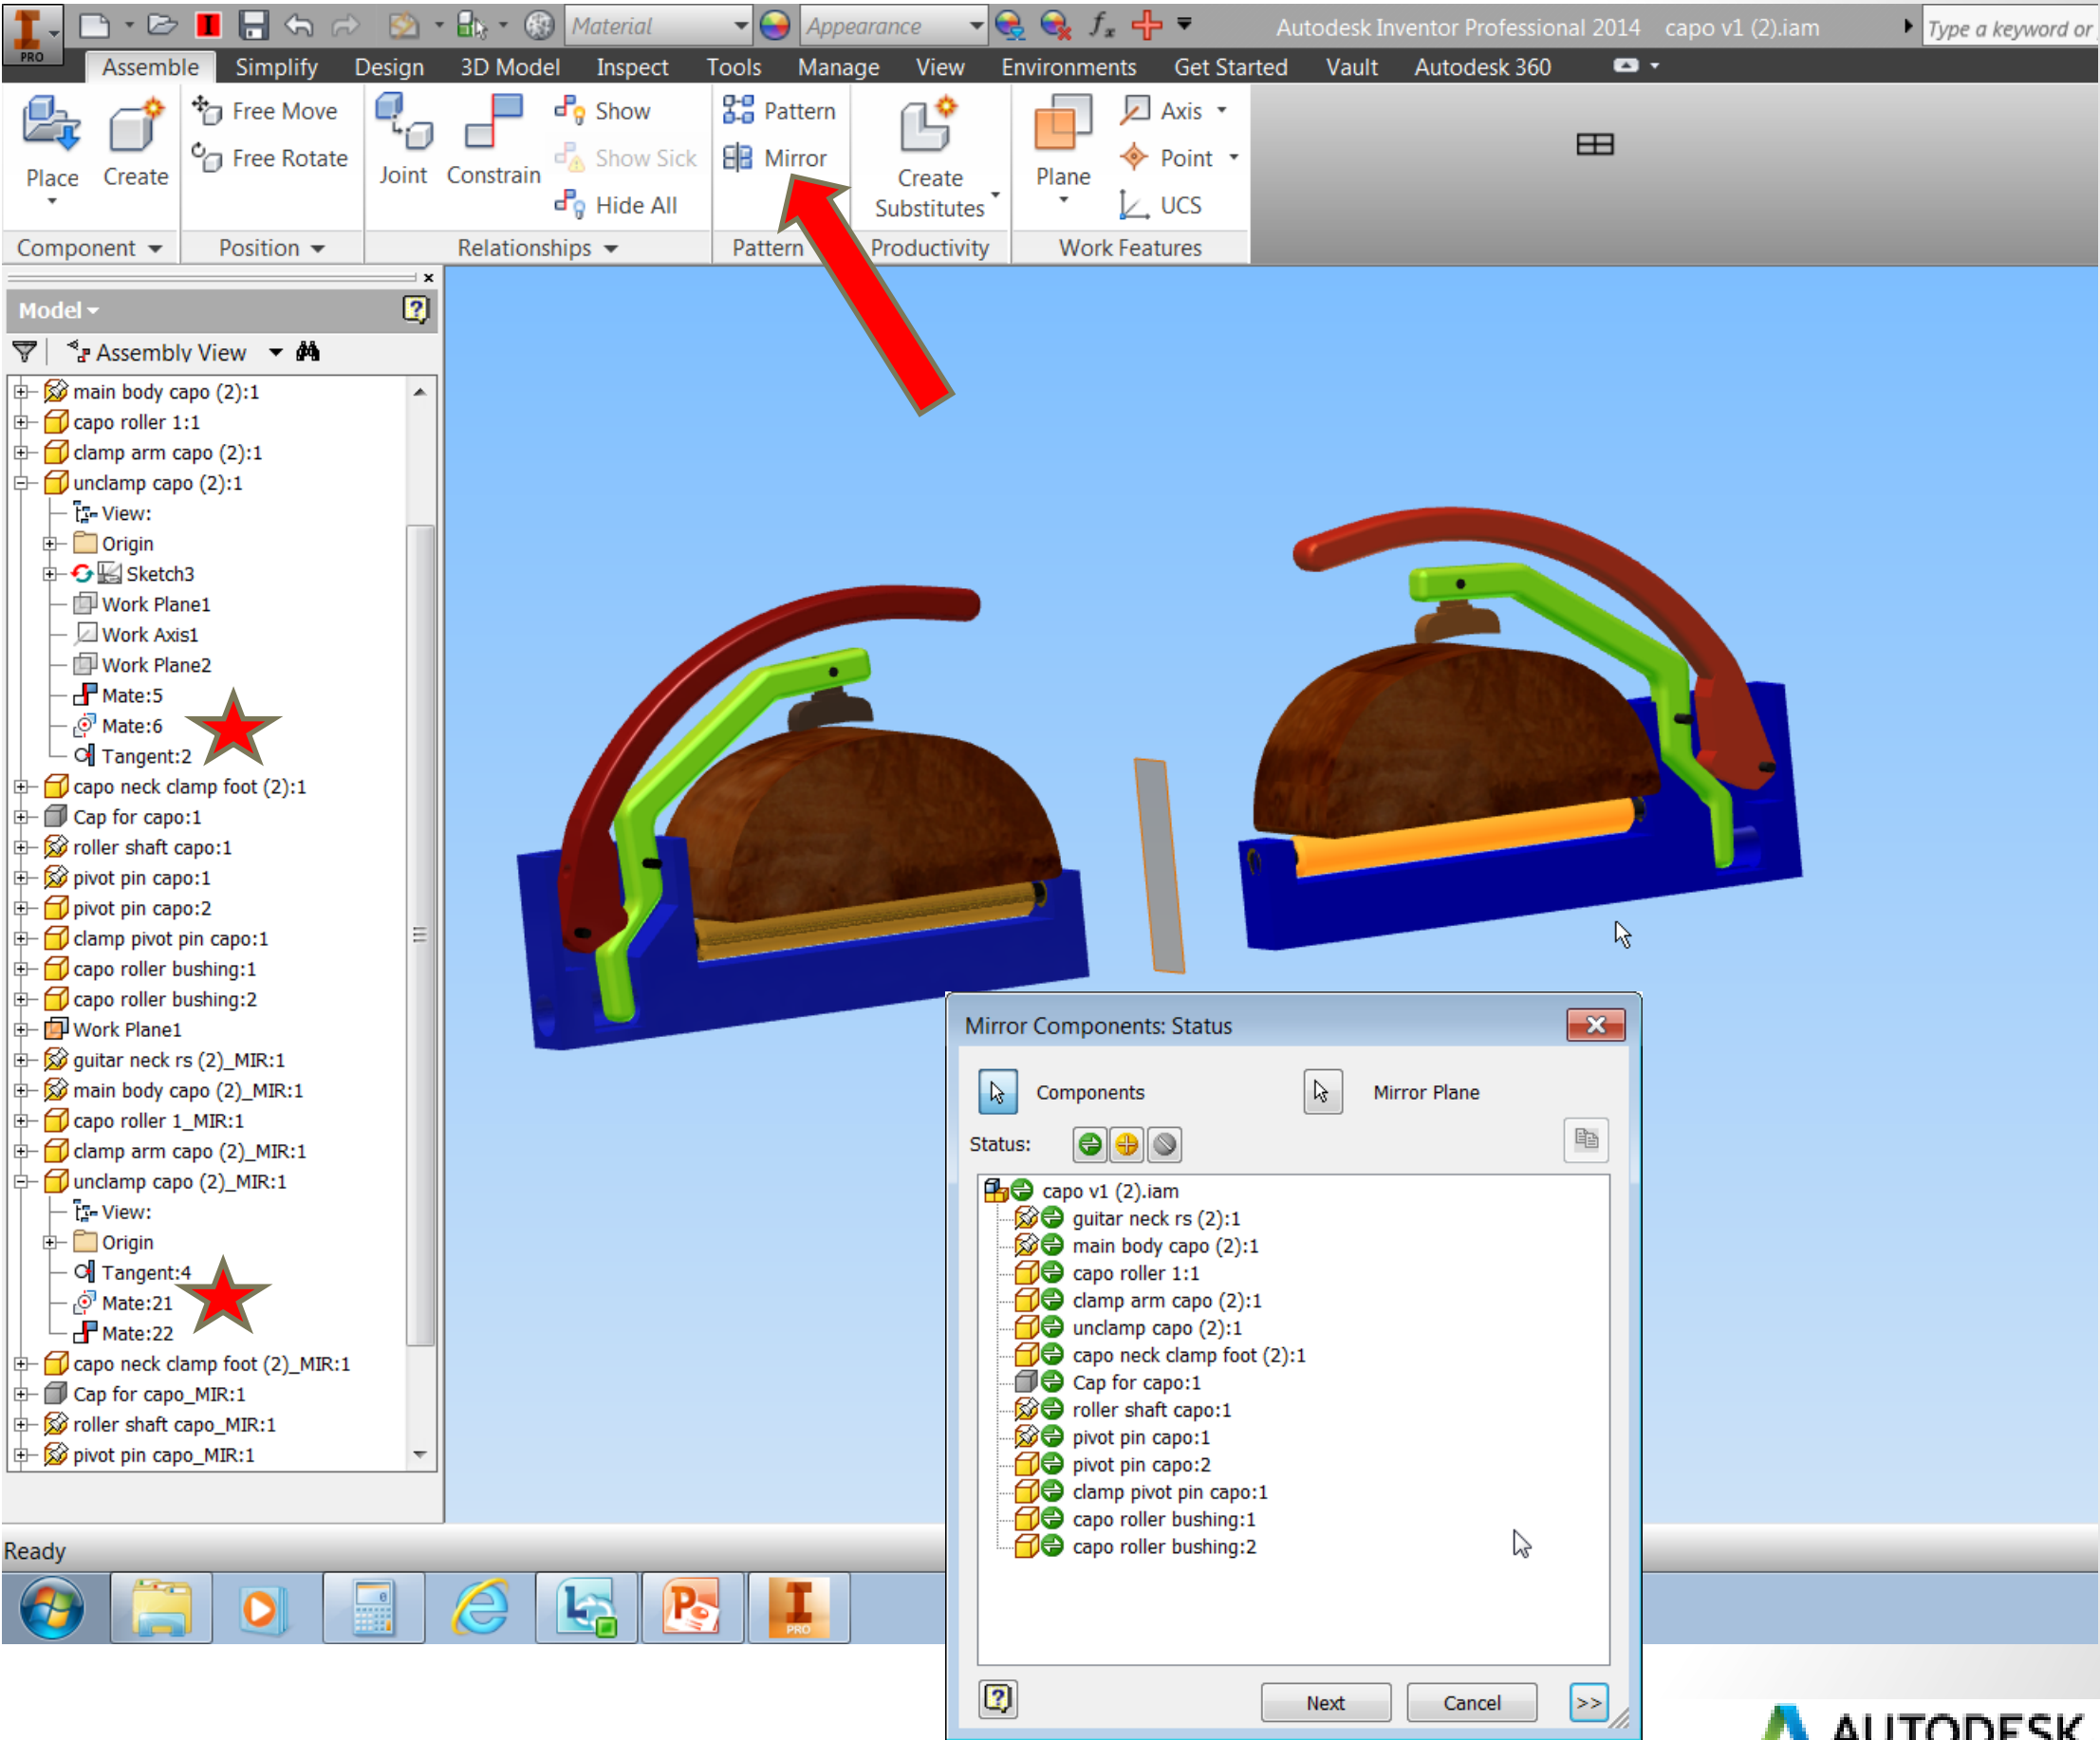 PRO
Material
Appearance
fx
Autodesk Inventor Professional 2014 capo v1 (2).iam
Type a keyword or
Assemble Simplify Design 3D Model Inspect Tools Manage View Environments Get Started Vault Autodesk 360
Place
Create
Free Move
Free Rotate
Joint
Constrain
Show
Show Sick
Hide All
Pattern
Mirror
Create
Substitutes
Plane
Axis
Point
UCS
Component
Position
Relationships
Pattern
Productivity
Work Features
Model
Assembly View
main body capo (2):1
capo roller 1:1
clamp arm capo (2):1
unclamp capo (2):1
View:
Origin
Sketch3
Work Plane1
Work Axis1
Work Plane2
Mate:5
Mate:6
Tangent:2
capo neck clamp foot (2):1
Cap for capo:1
roller shaft capo:1
pivot pin capo:1
pivot pin capo:2
clamp pivot pin capo:1
capo roller bushing:1
capo roller bushing:2
Work Plane1
guitar neck rs (2)_MIR:1
main body capo (2)_MIR:1
capo roller 1_MIR:1
clamp arm capo (2)_MIR:1
unclamp capo (2)_MIR:1
View:
Origin
Tangent:4
Mate:21
Mate:22
capo neck clamp foot (2)_MIR:1
Cap for capo_MIR:1
roller shaft capo_MIR:1
pivot pin capo_MIR:1
Ready
Mirror Components: Status
Components
Mirror Plane
Status:
capo v1 (2).iam
guitar neck rs (2):1
main body capo (2):1
capo roller 1:1
clamp arm capo (2):1
unclamp capo (2):1
capo neck clamp foot (2):1
Cap for capo:1
roller shaft capo:1
pivot pin capo:1
pivot pin capo:2
clamp pivot pin capo:1
capo roller bushing:1
capo roller bushing:2
Next
Cancel
>>
PRO
AUTODESK